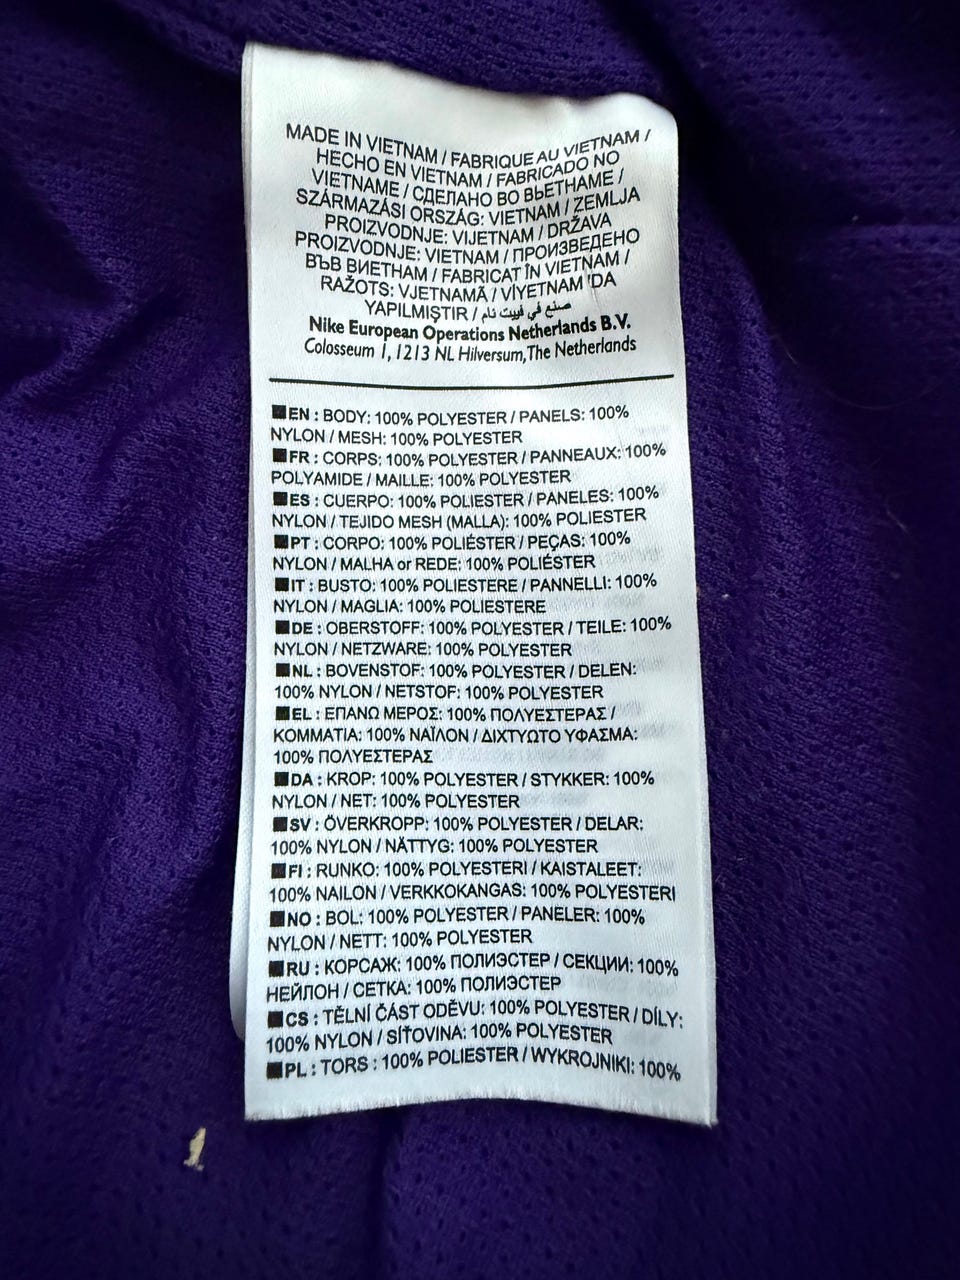 MADE IN VIETNAM / FABRIQUE AU VIETNAM /
HECHO EN VIETNAM / FABRICADO NO
VIETNAME / СДЕЛАНО ВО ВЬЕТНАМЕ /
SZÁRMAZÁSI ORSZÁG: VIETNAM / ZEMLJA
PROIZVODNJE: VIJETNAM / DRŽAVA
PROIZVODNJE: VIETNAM / ПРОИЗВЕДЕНО
ВЪВ ВИЕТНАМ / FABRICAT ÎN VIETNAM /
RAŽOTS: VJETNAMĀ / VİYETNAM 'DA
YAPILMIŞTIR / صنع في فييت نام
Nike European Operations Netherlands B.V.
Colosseum 1, 1213 NL Hilversum,The Netherlands
■EN : BODY: 100% POLYESTER / PANELS: 100%
NYLON / MESH: 100% POLYESTER
■FR : CORPS: 100% POLYESTER / PANNEAUX: 100%
POLYAMIDE / MAILLE: 100% POLYESTER
■ES : CUERPO: 100% POLIESTER / PANELES: 100%
NYLON / TEJIDO MESH (MALLA): 100% POLIESTER
■PT : CORPO: 100% POLIÉSTER / PEÇAS: 100%
NYLON / MALHA or REDE: 100% POLIÉSTER
■IT : BUSTO: 100% POLIESTERE / PANNELLI: 100%
NYLON / MAGLIA: 100% POLIESTERE
■DE : OBERSTOFF: 100% POLYESTER / TEILE: 100%
NYLON / NETZWARE: 100% POLYESTER
■NL : BOVENSTOF: 100% POLYESTER / DELEN:
100% NYLON / NETSTOF: 100% POLYESTER
■EL : ΕΠΑΝΩ ΜΕΡΟΣ: 100% ΠΟΛΥΕΣΤΕΡΑΣ /
ΚΟΜΜΑΤΙΑ: 100% ΝΑΪΛΟΝ / ΔΙΧΤΥΩΤΟ ΥΦΑΣΜΑ:
100% ΠΟΛΥΕΣΤΕΡΑΣ
■DA : KROP: 100% POLYESTER / STYKKER: 100%
NYLON / NET: 100% POLYESTER
■SV : ÖVERKROPP: 100% POLYESTER / DELAR:
100% NYLON / NÄTTYG: 100% POLYESTER
■FI : RUNKO: 100% POLYESTERI / KAISTALEET:
100% NAILON / VERKKOKANGAS: 100% POLYESTERI
■NO : BOL: 100% POLYESTER / PANELER: 100%
NYLON / NETT: 100% POLYESTER
■RU : КОРСАЖ: 100% ПОЛИЭСТЕР / СЕКЦИИ: 100%
НЕЙЛОН / СЕТКА: 100% ПОЛИЭСТЕР
■CS : TĚLNÍ ČÁST ODĚVU: 100% POLYESTER / DÍLY:
100% NYLON / SÍŤOVINA: 100% POLYESTER
■PL : TORS : 100% POLIESTER / WYKROJNIKI: 100%